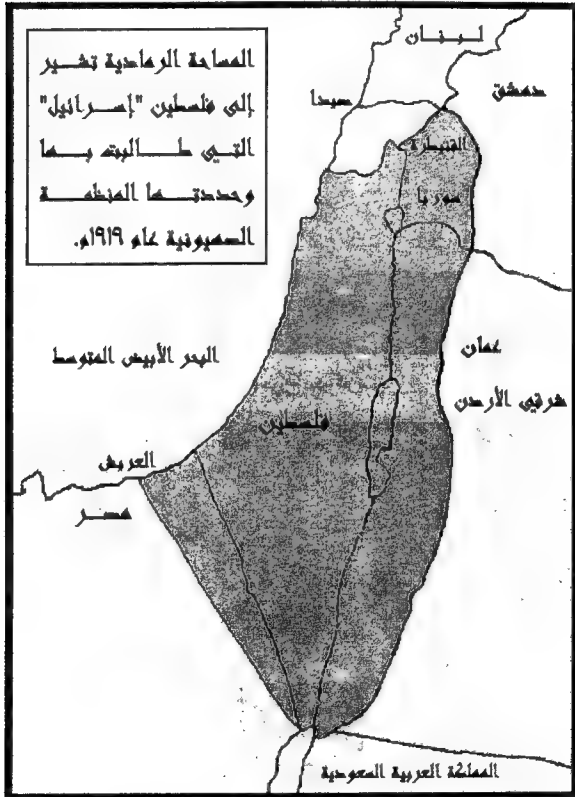 المساحة الرمادية تشير
إلى فلسطين "إسرائيل"
التي طالبت بها
وحددتها المنظمة
الصهيونية عام ١٩١٩م.
لبنان
دمشق
صيدا
القنيطرة
سوريا
البحر الأبيض المتوسط
عمان
شرقي الأردن
فلسطين
العريش
مصر
المملكة العربية السعودية